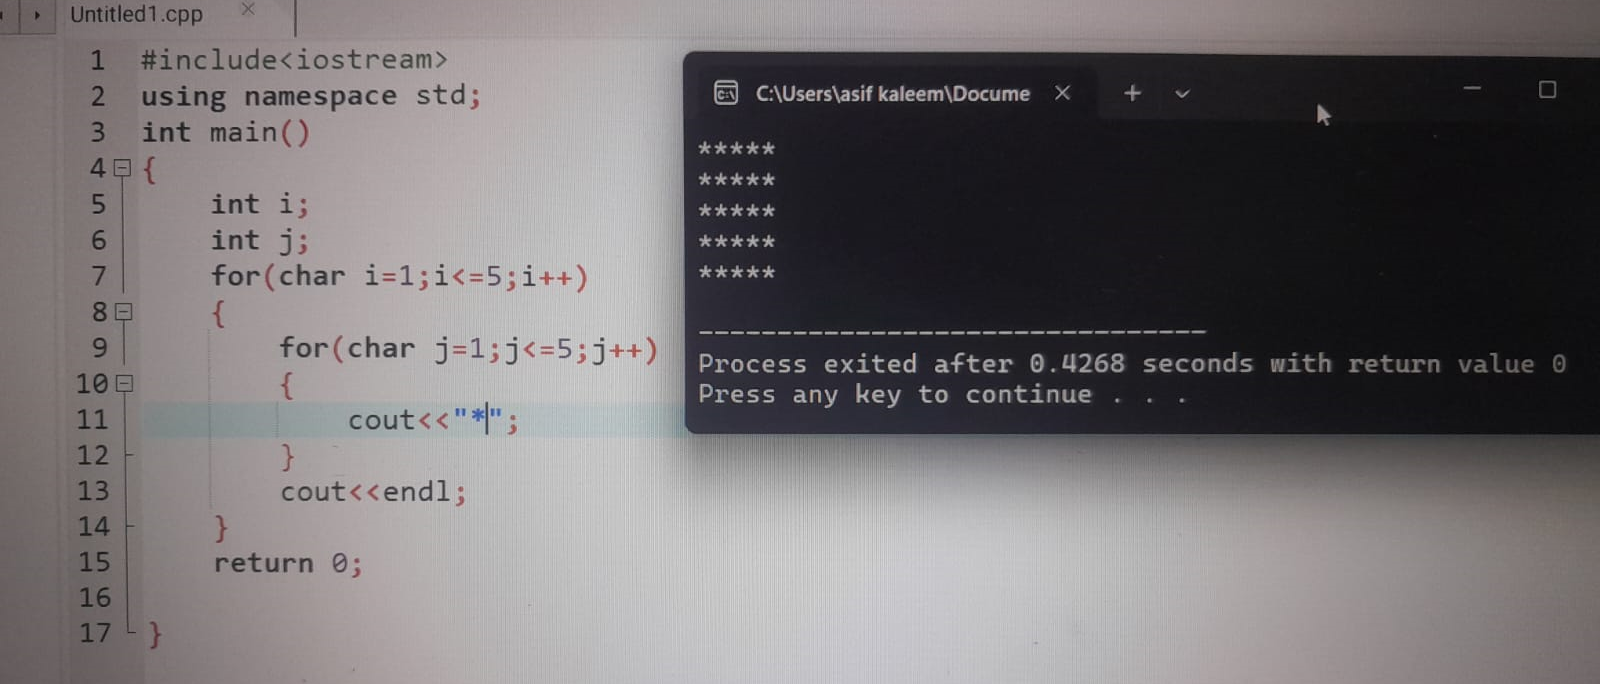 Untitled1.cpp
1 #include<iostream>
2 using namespace std;
3 int main()
4 {
5 int i;
6 int j;
7 for(char i=1;i<=5;i++)
8 {
9 for(char j=1;j<=5;j++)
10 {
11 cout<<"*";
12 }
13 cout<<endl;
14 }
15 return 0;
16
17 }
C:\Users\asif kaleem\Docume
*****
*****
*****
*****
*****
--------------------------------
Process exited after 0.4268 seconds with return value 0
Press any key to continue . . .